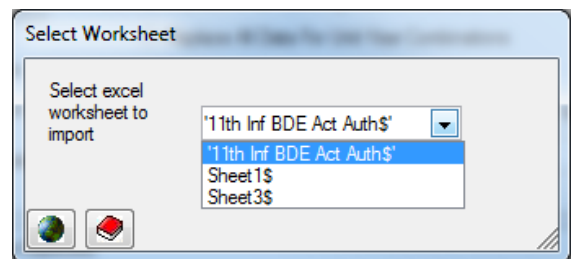 Select Worksheet
Select excel
worksheet to
import
'11th Inf BDE Act Auth$'
'11th Inf BDE Act Auth$'
Sheet1$
Sheet3$